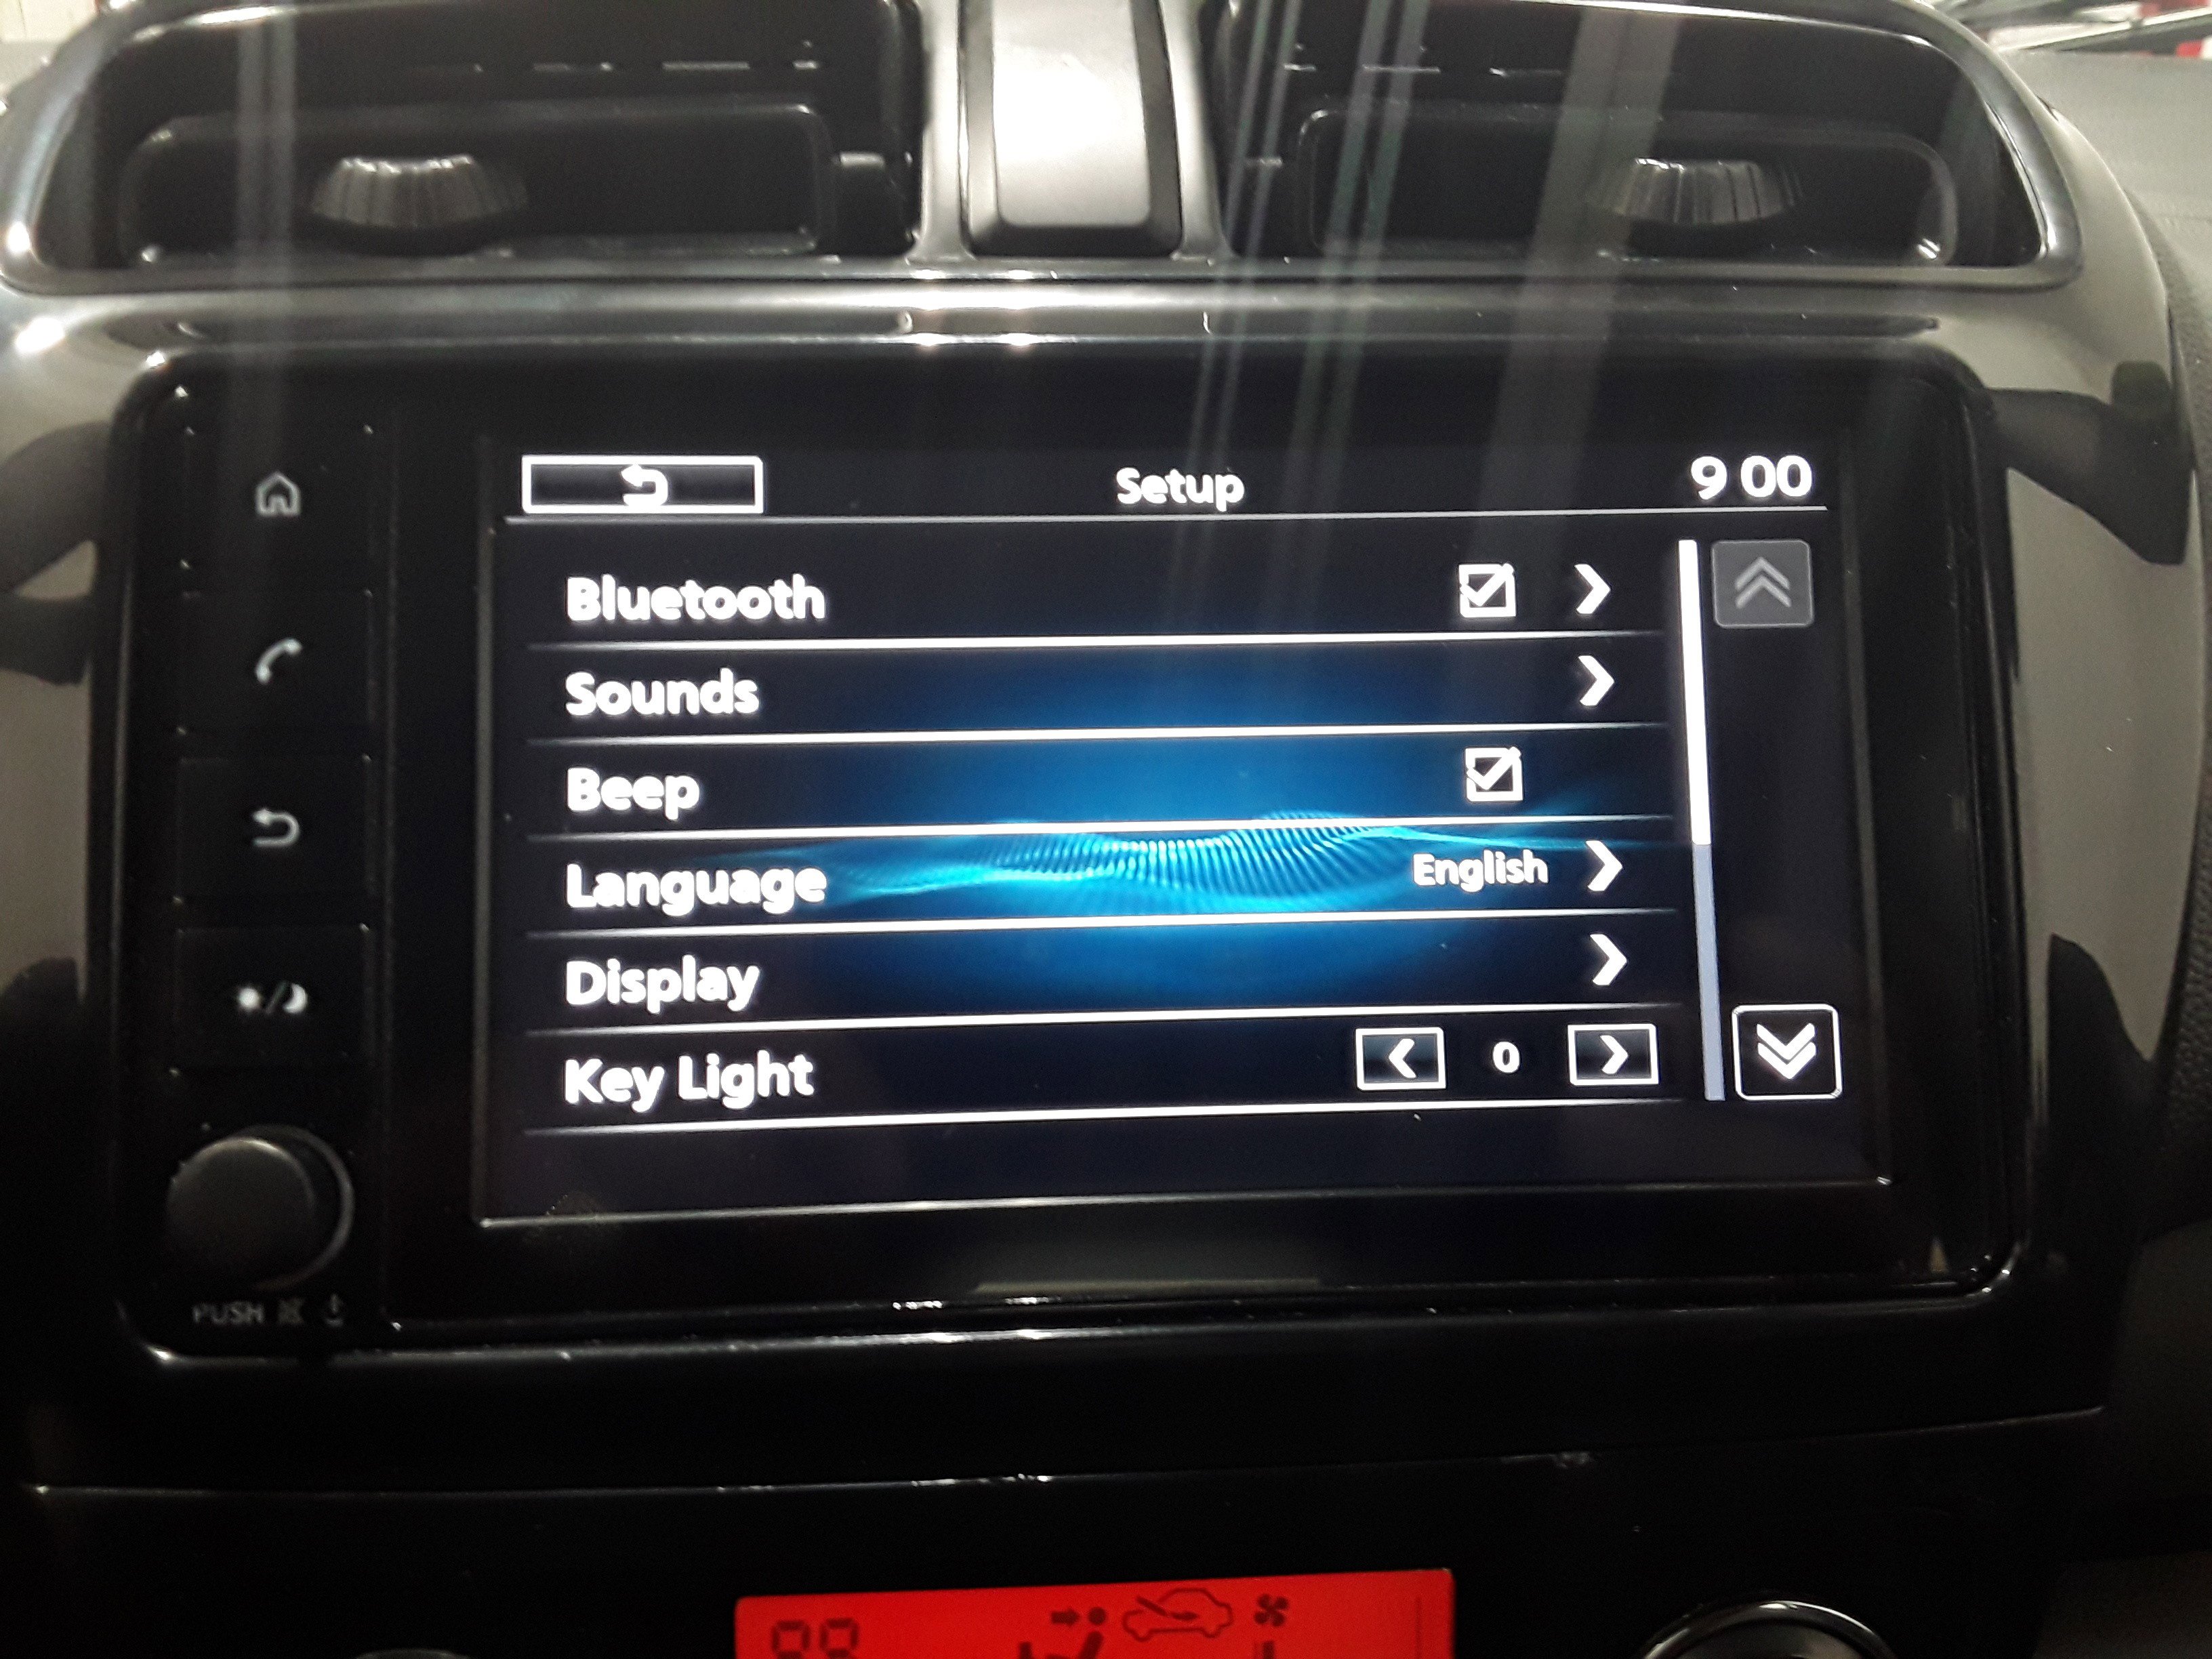 Setup 9 00
Bluetooth
Sounds
Beep
Language English
Display
Key Light 0
PUSH